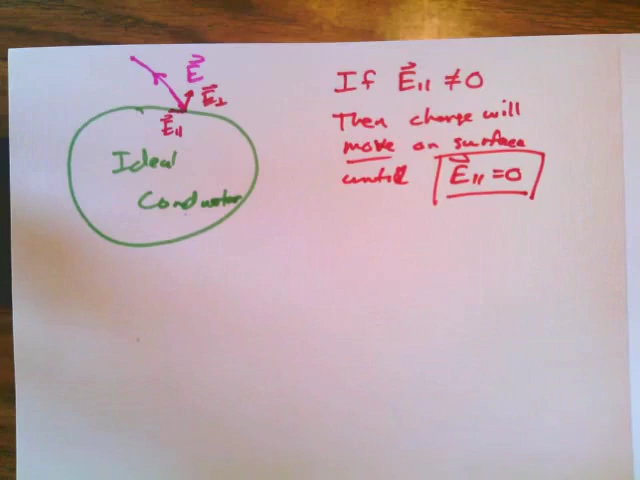 E⃗
E⃗⊥
E⃗||
Ideal
Conductor
If E⃗|| ≠0
Then charge will
move on surface
until E⃗|| =0